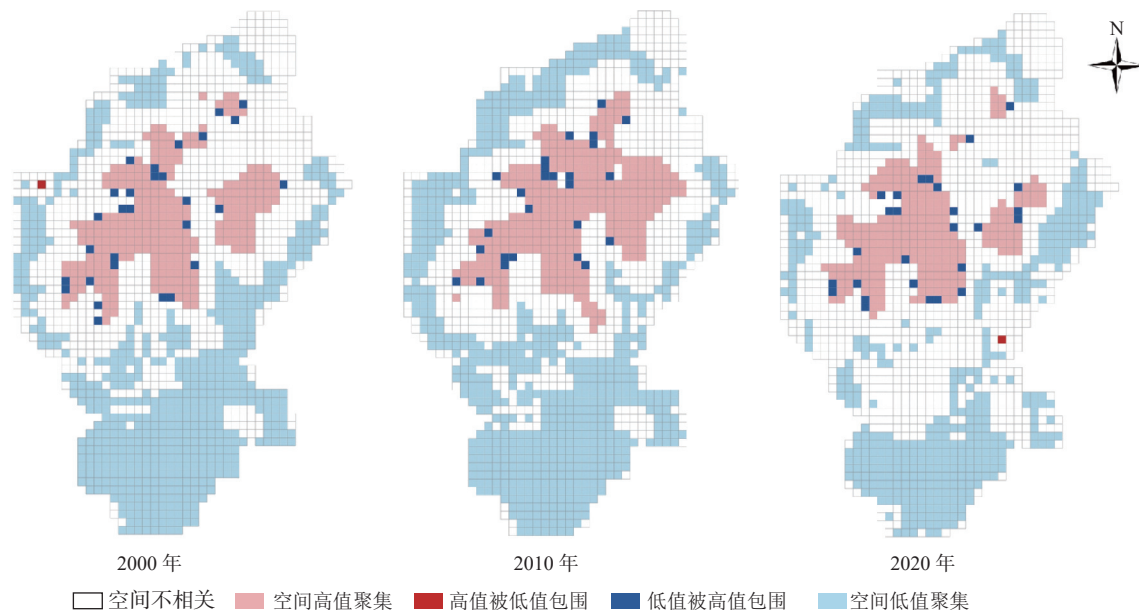 N
2000 年 2010 年 2020 年
空间不相关 空间高值聚集 高值被低值包围 低值被高值包围 空间低值聚集